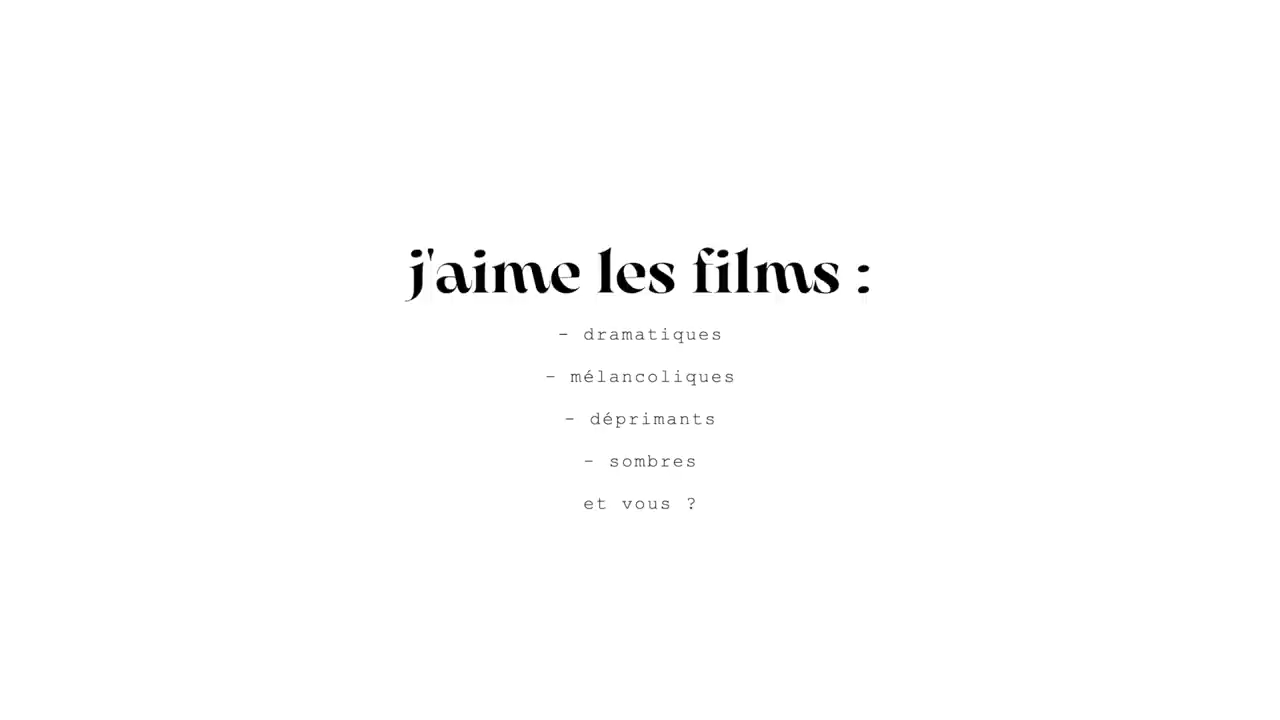 j'aime les films :
- dramatiques
- mélancoliques
- déprimants
- sombres
et vous ?